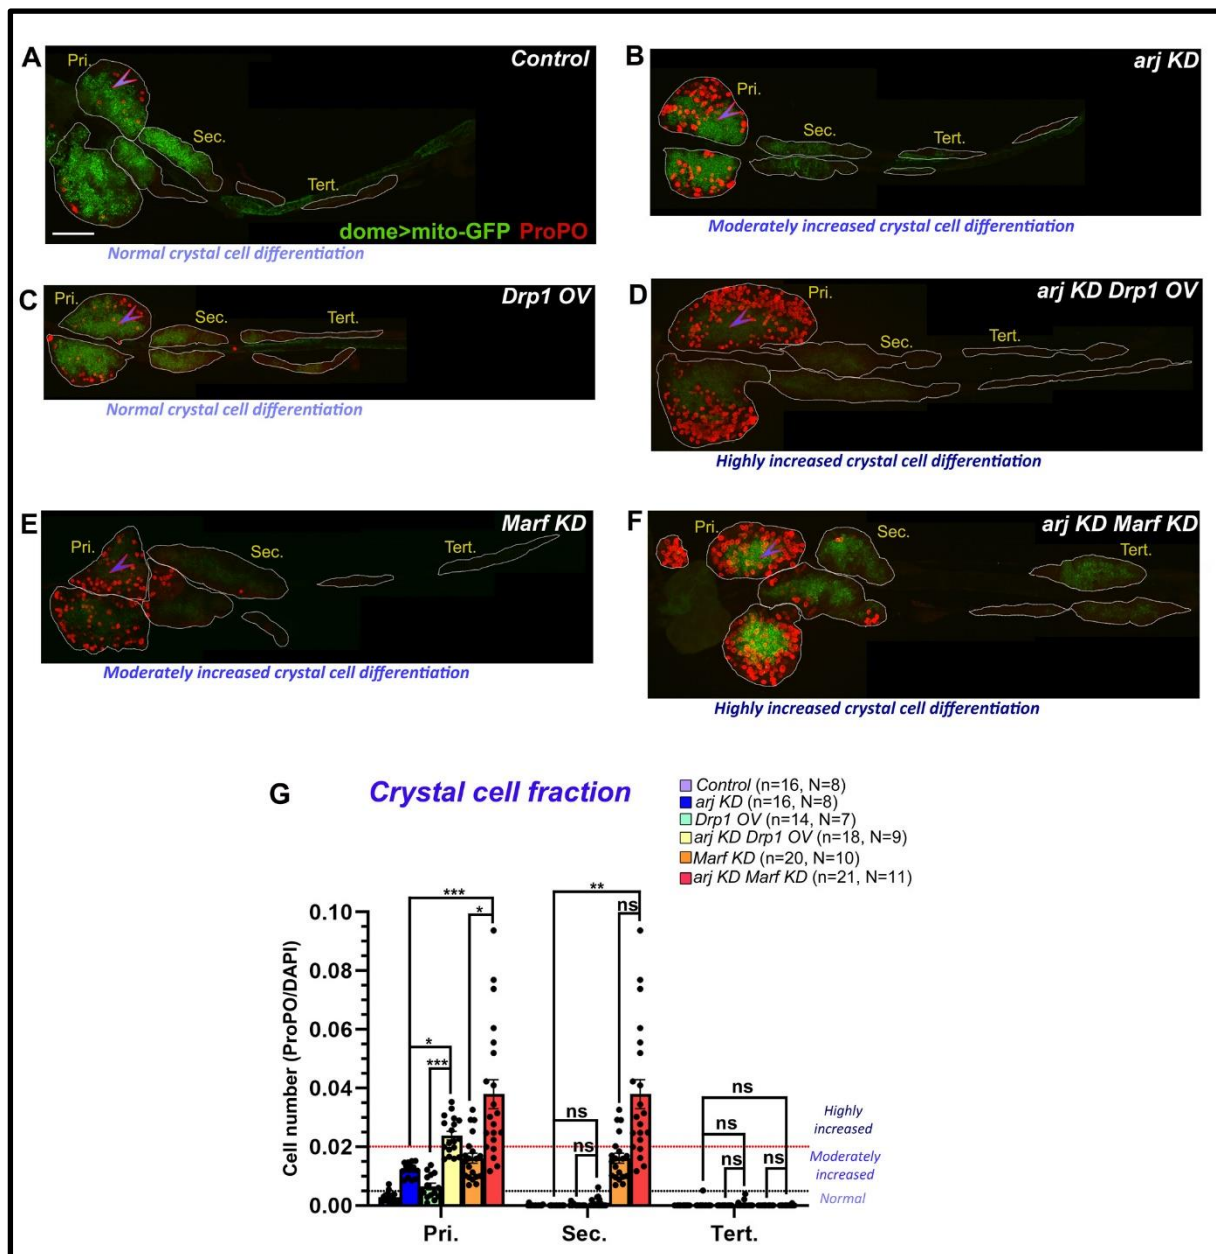 A
Pri.
Control
Sec.
Tert.
dome>mito-GFP ProPO
Normal crystal cell differentiation
B
arj KD
Pri.
Sec.
Tert.
Moderately increased crystal cell differentiation
C
Drp1 OV
Pri.
Sec.
Tert.
Normal crystal cell differentiation
D
arj KD Drp1 OV
Pri.
Sec.
Tert.
Highly increased crystal cell differentiation
E
Marf KD
Pri.
Sec.
Tert.
Moderately increased crystal cell differentiation
F
arj KD Marf KD
Pri.
Sec.
Tert.
Highly increased crystal cell differentiation
G
Crystal cell fraction
Control (n=16, N=8)
arj KD (n=16, N=8)
Drp1 OV (n=14, N=7)
arj KD Drp1 OV (n=18, N=9)
Marf KD (n=20, N=10)
arj KD Marf KD (n=21, N=11)
Cell number (ProPO/DAPI)
0.10
0.08
0.06
0.04
0.02
0.00
***
*
*
***
**
ns
ns
ns
ns
ns
ns
ns
Highly
increased
Moderately
increased
Normal
Pri.
Sec.
Tert.